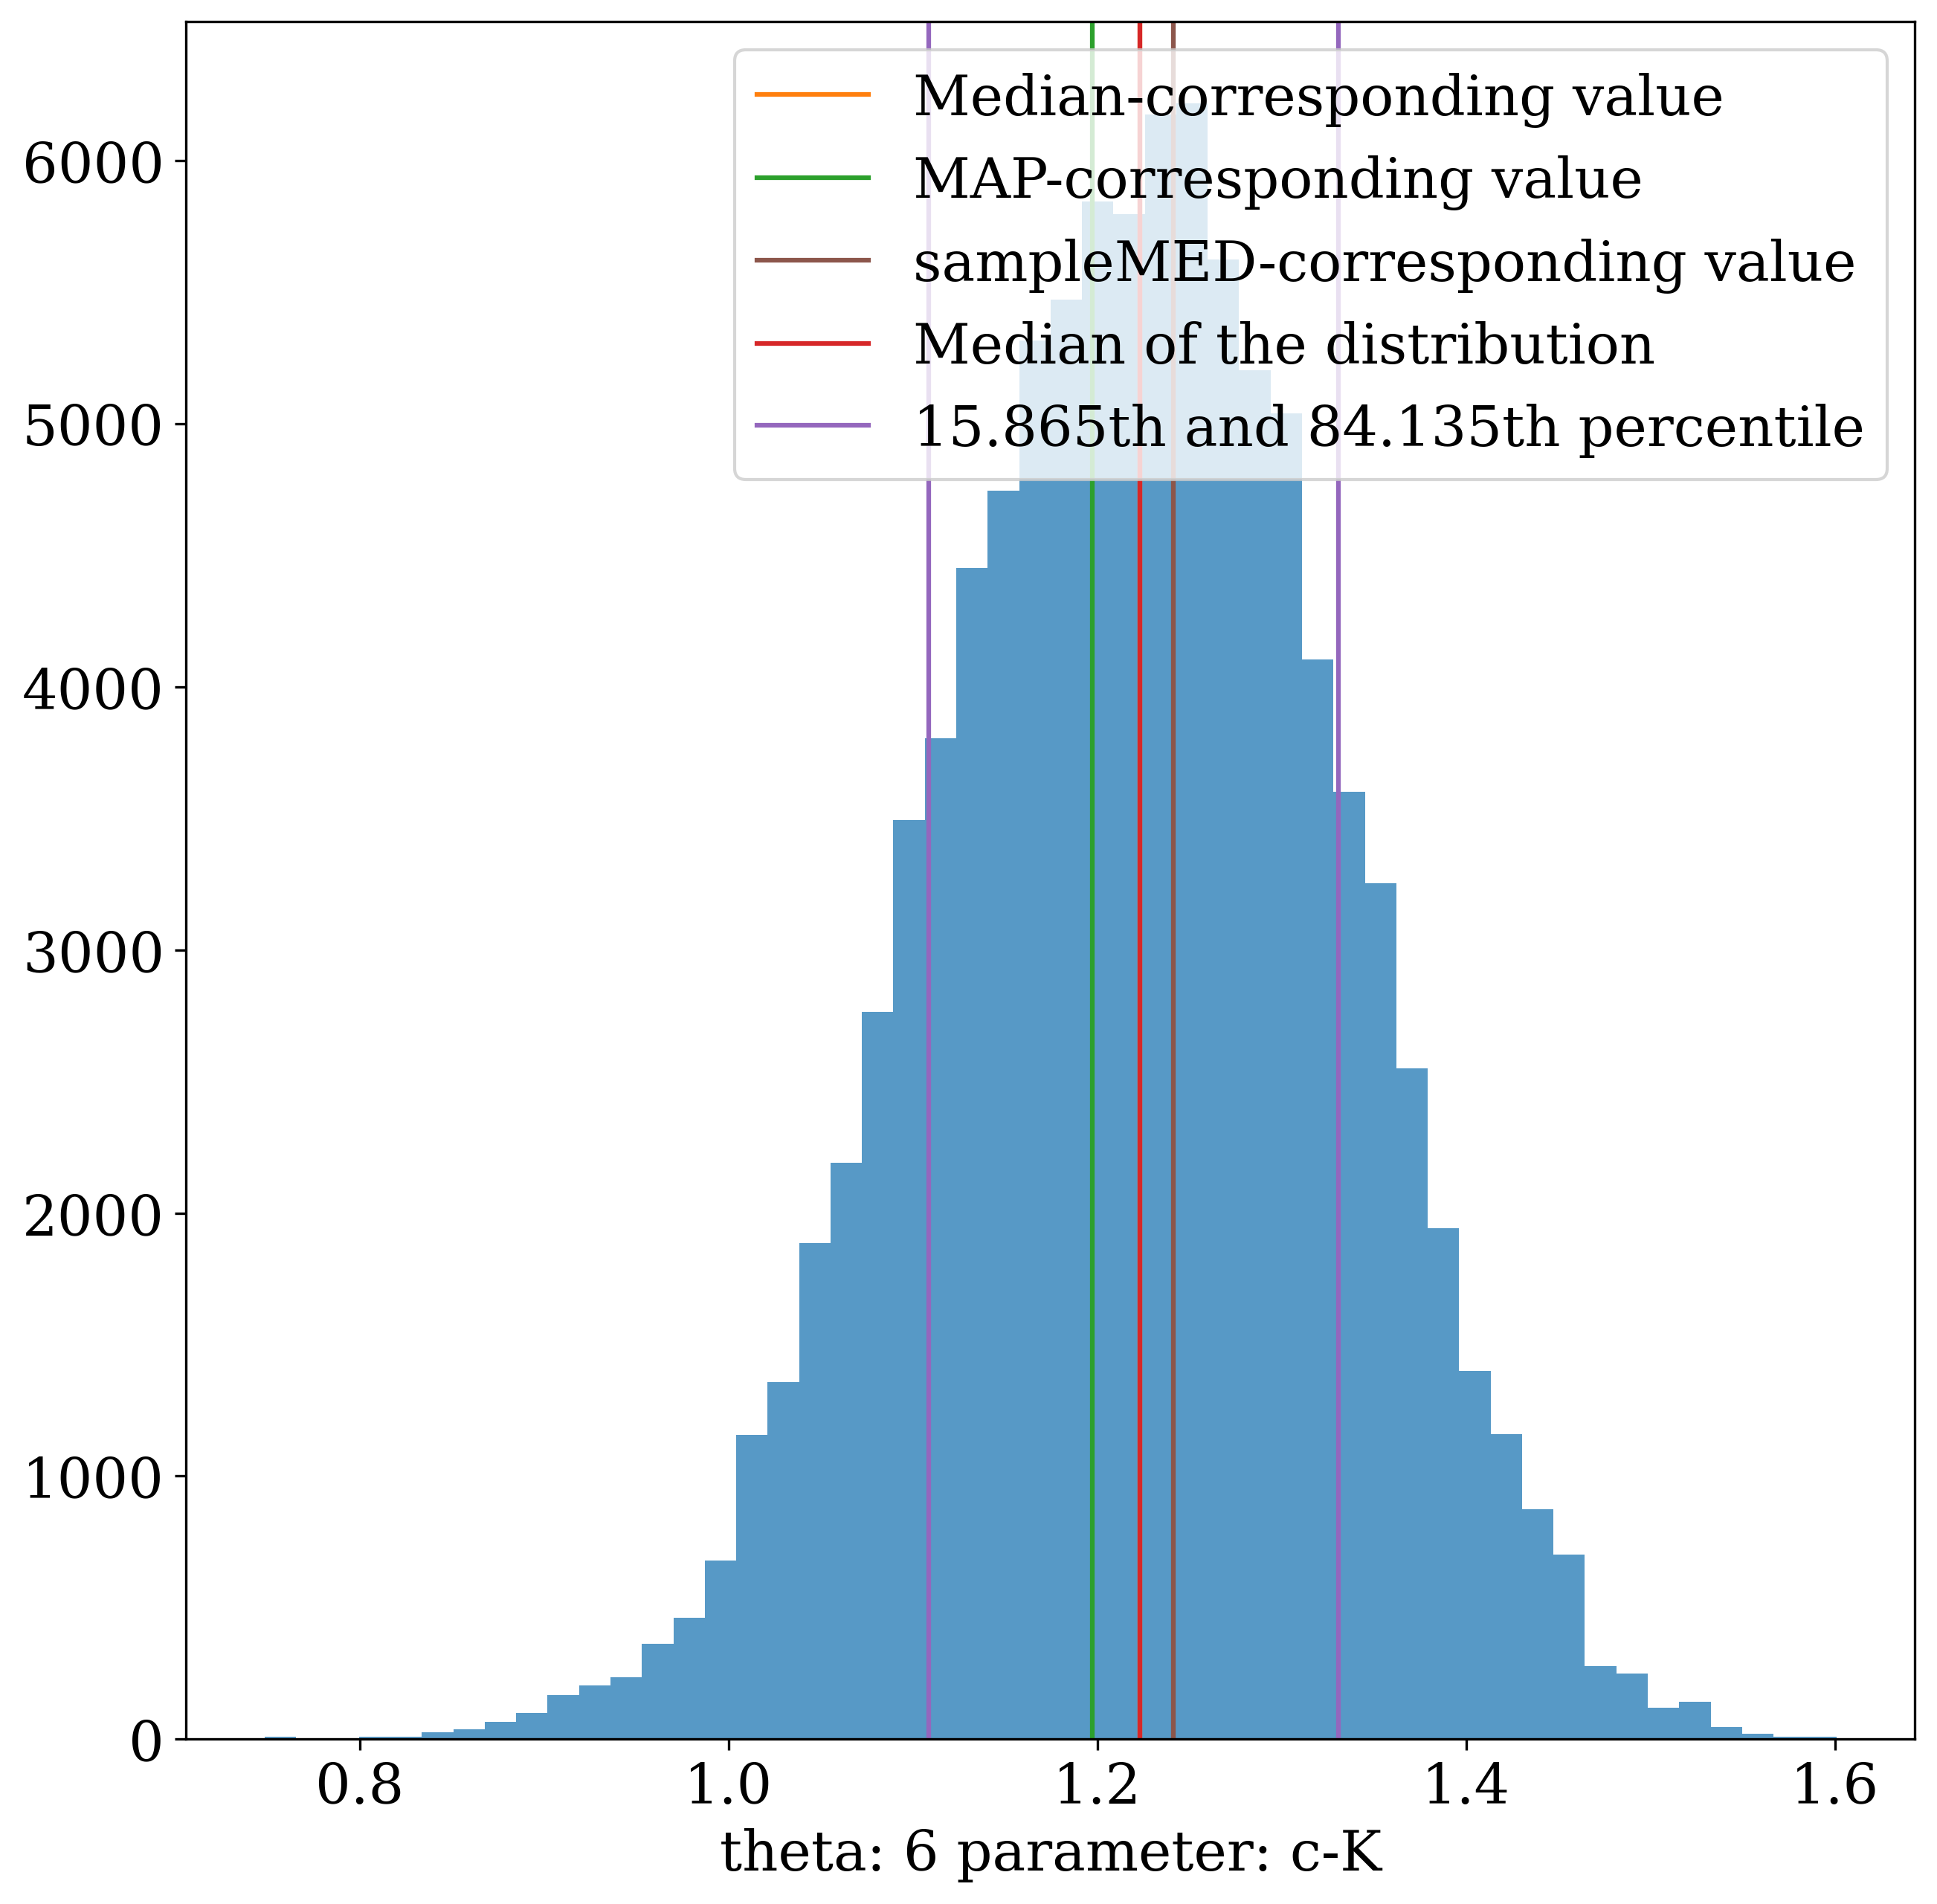 Median-corresponding value
MAP-corresponding value
sampleMED-corresponding value
Median of the distribution
15.865th and 84.135th percentile
6000
5000
4000
3000
2000
1000
0
0.8 1.0 1.2 1.4 1.6
theta: 6 parameter: c-K